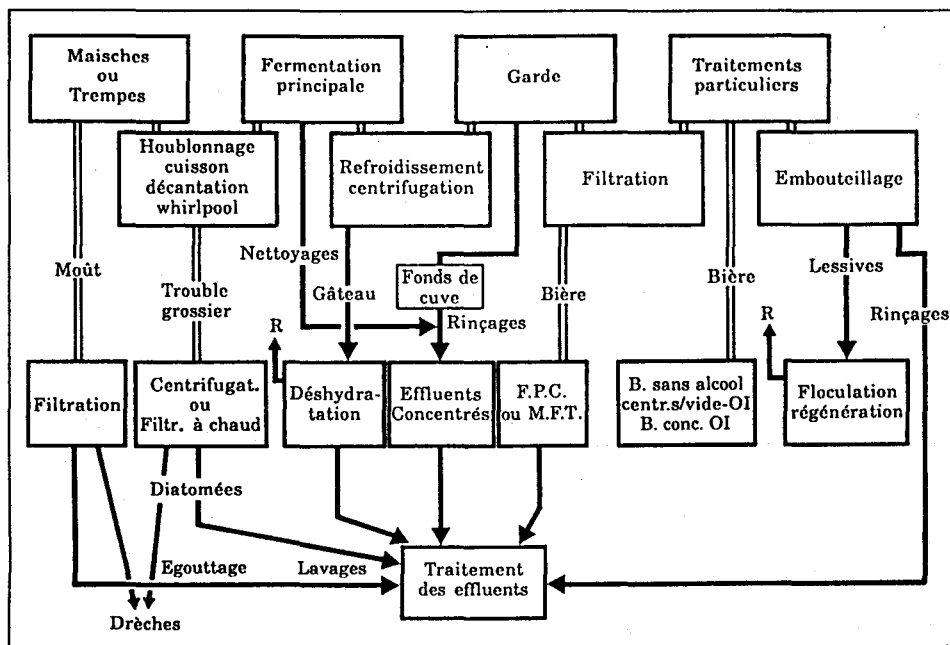 Maisches
ou
Trempes
Fermentation
principale
Garde
Traitements
particuliers
Houblonnage
cuisson
décantation
whirlpool
Refroidissement
centrifugation
Filtration
Embouteillage
Moût
Trouble
grossier
Nettoyages
Gâteau
Fonds de
cuve
Rinçages
Bière
Bière
Lessives
Rinçages
R
R
Filtration
Centrifugat.
ou
Filtr. à chaud
Déshydra-
tation
Effluents
Concentrés
F.P.C.
ou M.F.T.
B. sans alcool
centr.s/vide-OI
B. conc. OI
Floculation
régénération
Diatomées
Egouttage
Lavages
Traitement
des effluents
Drèches